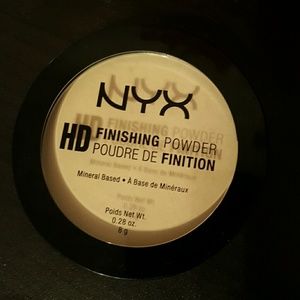 NYX
HD FINISHING POWDER
POUDRE DE FINITION
Mineral Based • À Base de Minéraux
Poids Net Wt.
0.28 oz.
8 g